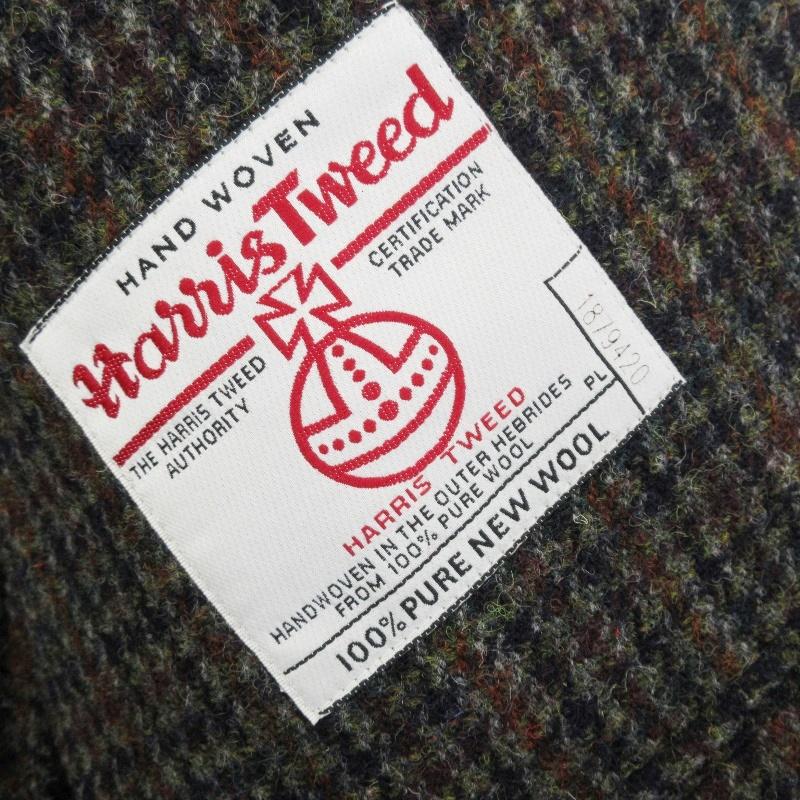 HAND WOVEN
Harris Tweed
CERTIFICATION
TRADE MARK
THE HARRIS TWEED
AUTHORITY
HARRIS TWEED
HANDWOVEN IN THE OUTER HEBRIDES
FROM 100% PURE WOOL
PL
1879420
100% PURE NEW WOOL